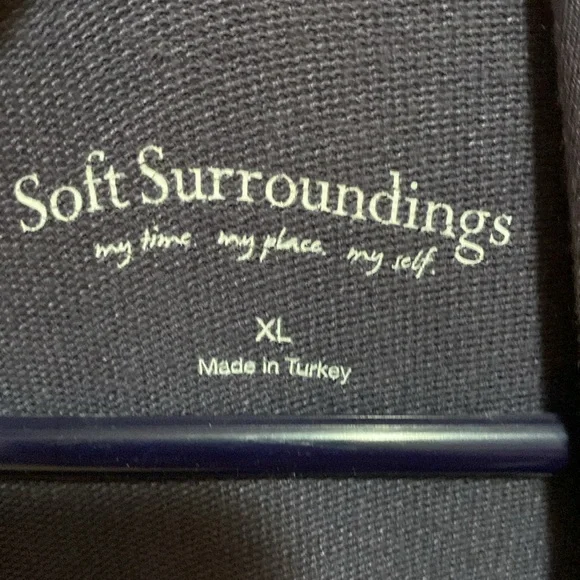 Soft Surroundings
my time. my place. my self.
XL
Made in Turkey